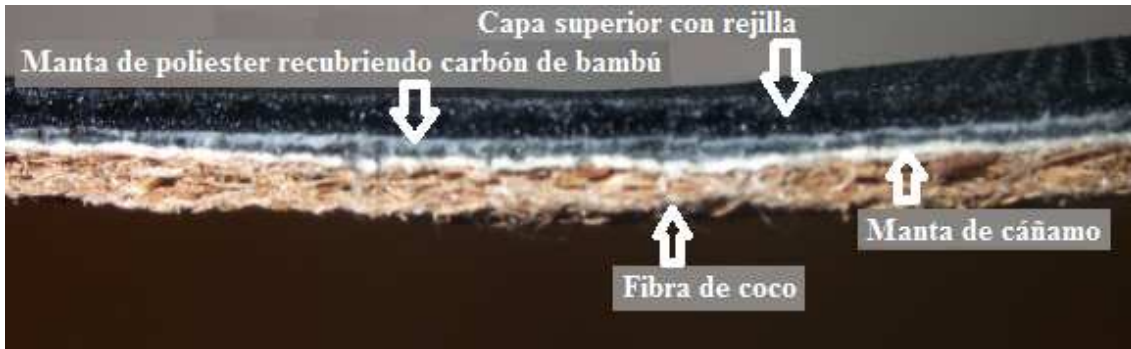 Capa superior con rejilla
Manta de poliester recubriendo carbón de bambú
Manta de cáñamo
Fibra de coco